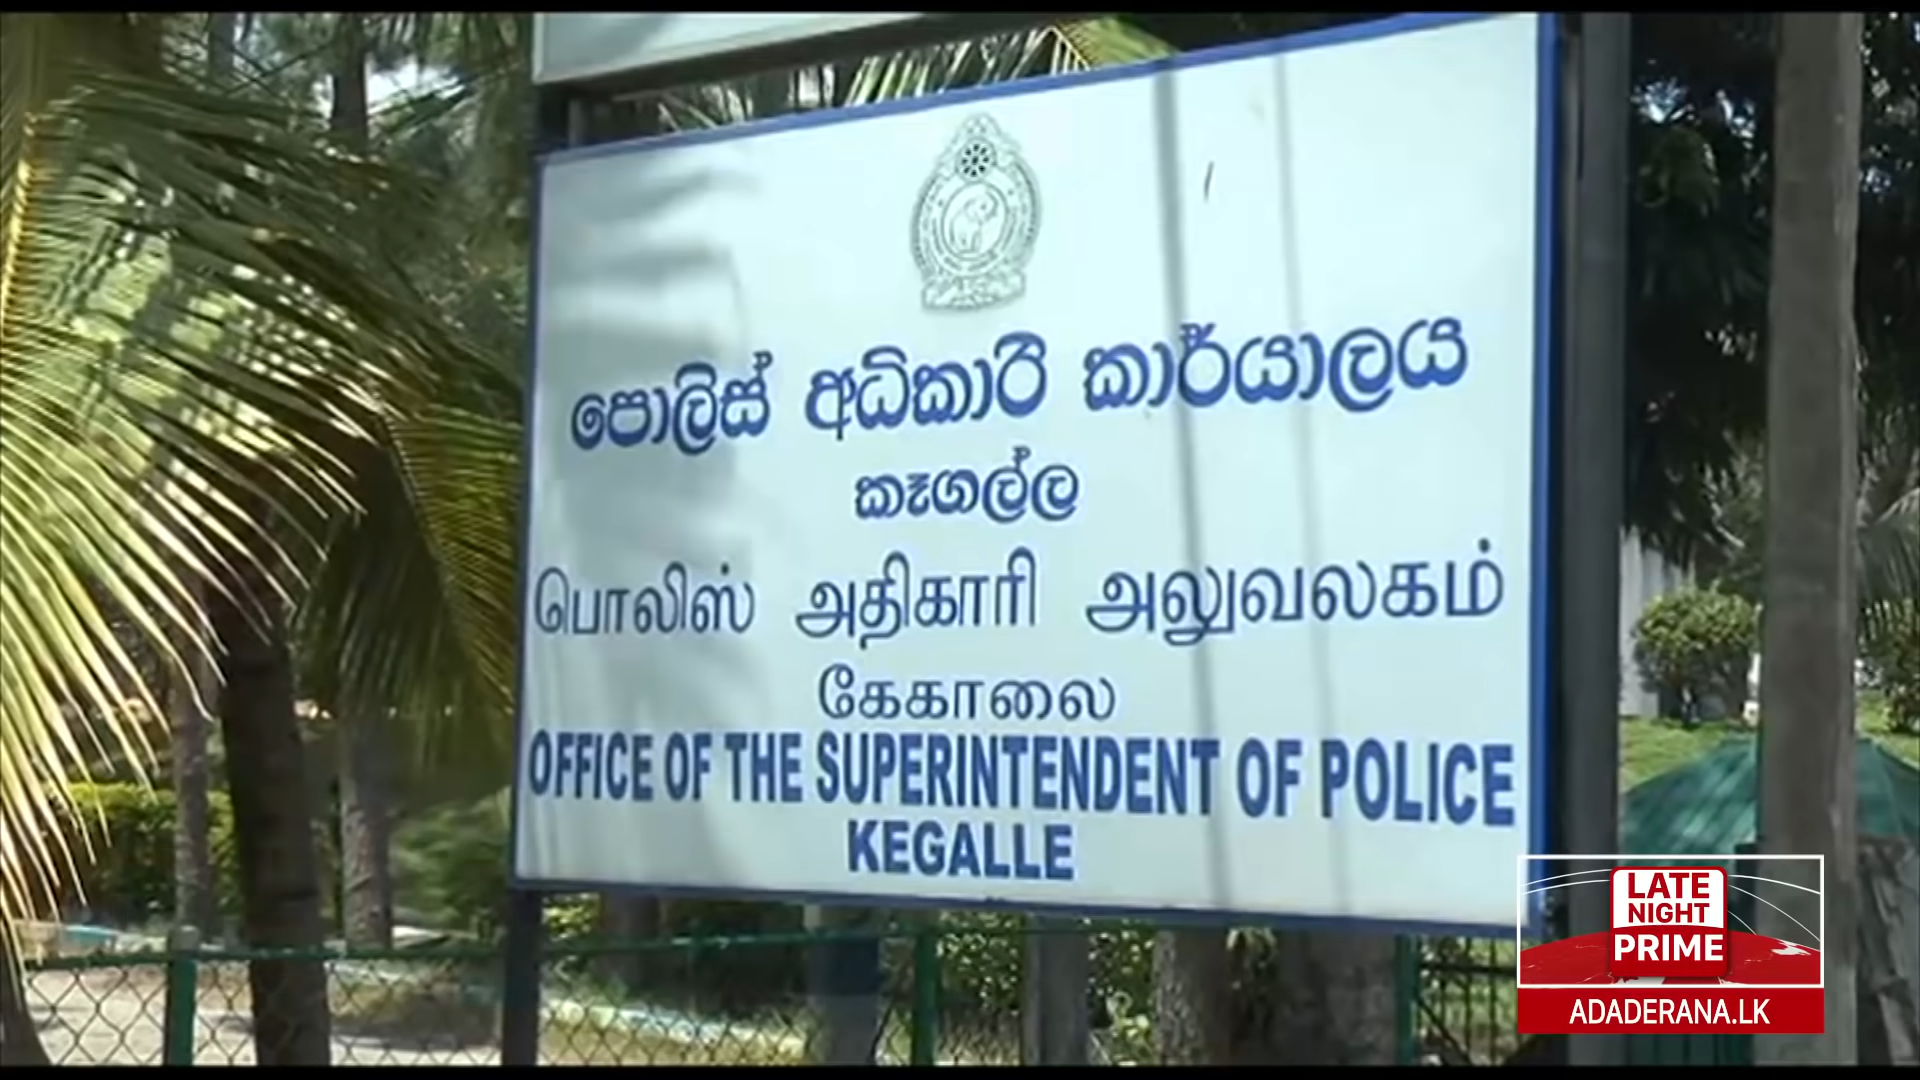 පොලිස් අධිකාරී කාර්යාලය
කෑගල්ල
பொலிஸ் அதிகாரி அலுவலகம்
கேகாலை
OFFICE OF THE SUPERINTENDENT OF POLICE
KEGALLE
LATE
NIGHT
PRIME
ADADERANA.LK